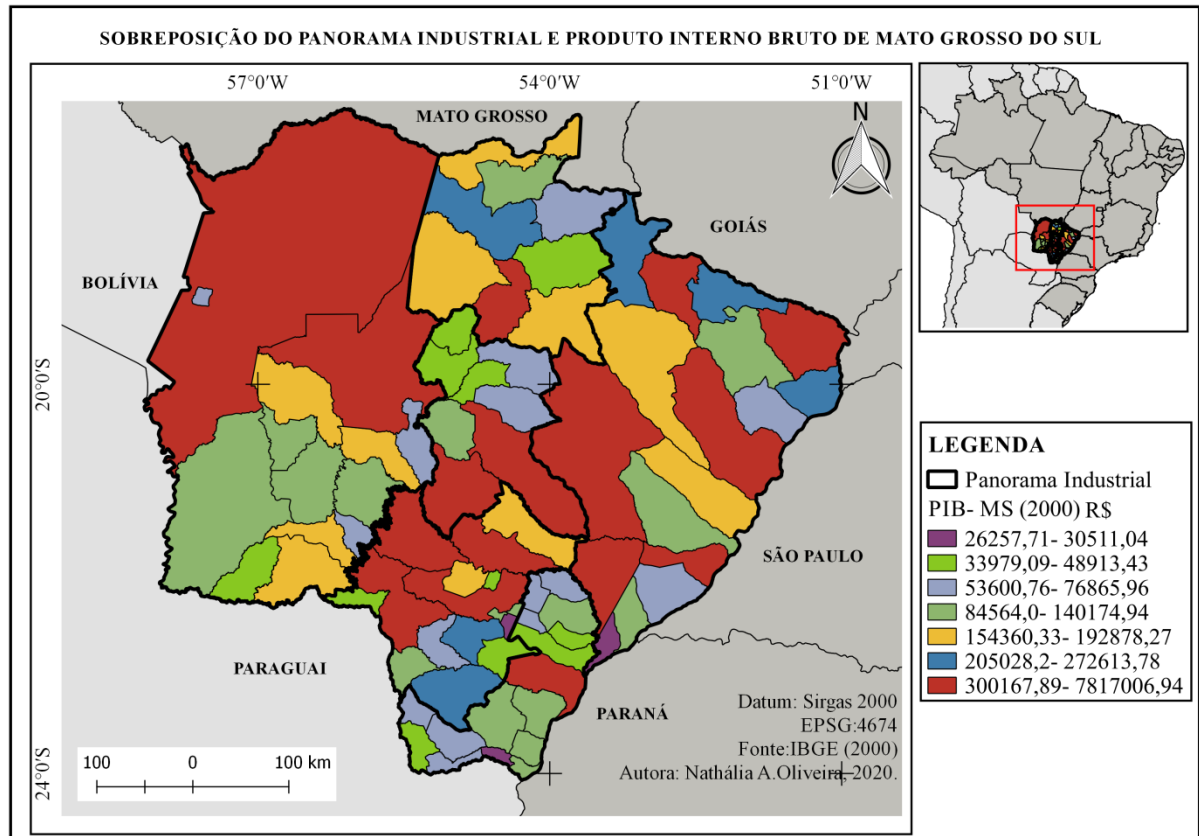 SOBREPOSIÇÃO DO PANORAMA INDUSTRIAL E PRODUTO INTERNO BRUTO DE MATO GROSSO DO SUL
57°0'W
54°0'W
51°0'W
MATO GROSSO
N
GOIÁS
BOLÍVIA
20°0'S
SÃO PAULO
PARAGUAI
PARANÁ
24°0'S
Datum: Sirgas 2000
EPSG:4674
Fonte:IBGE (2000)
Autora: Nathália A.Oliveira, 2020.
100 0 100 km
LEGENDA
Panorama Industrial
PIB- MS (2000) R$
26257,71- 30511,04
33979,09- 48913,43
53600,76- 76865,96
84564,0- 140174,94
154360,33- 192878,27
205028,2- 272613,78
300167,89- 7817006,94